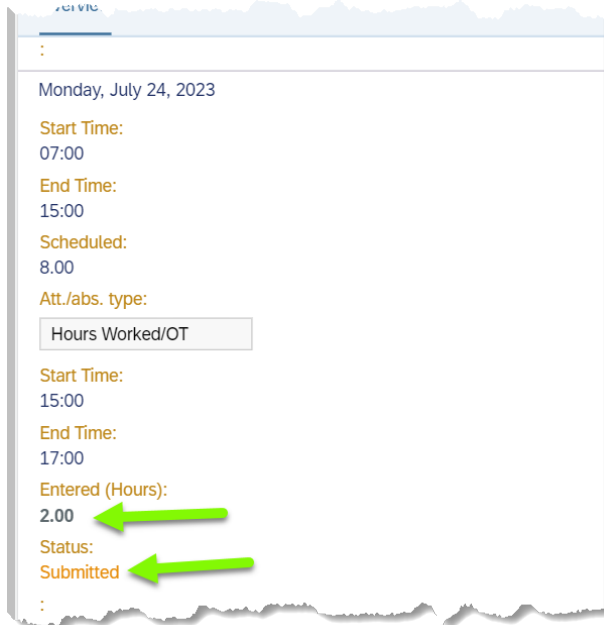 :
Monday, July 24, 2023
Start Time:
07:00
End Time:
15:00
Scheduled:
8.00
Att./abs. type:
Hours Worked/OT
Start Time:
15:00
End Time:
17:00
Entered (Hours):
2.00
Status:
Submitted
: